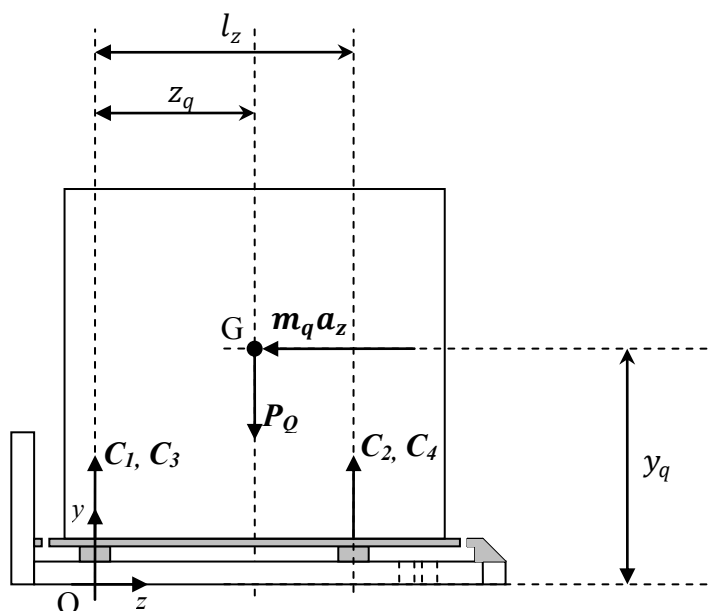 l_z
z_q
G
m_q a_z
P_Q
C_1, C_3
C_2, C_4
y_q
y
O
z